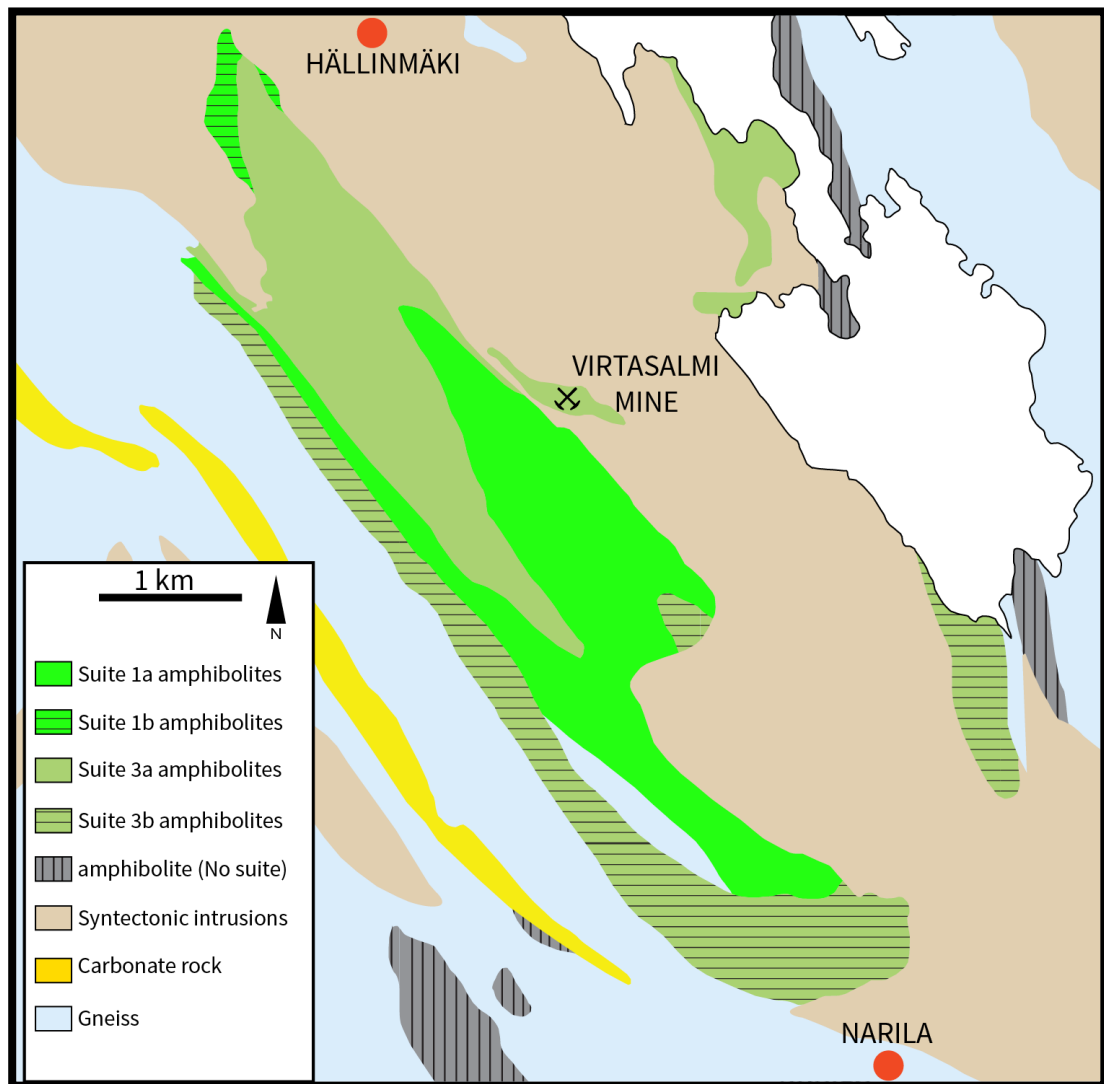 HÄLLINMÄKI
VIRTASALMI
MINE
1 km
N
Suite 1a amphibolites
Suite 1b amphibolites
Suite 3a amphibolites
Suite 3b amphibolites
amphibolite (No suite)
Syntectonic intrusions
Carbonate rock
Gneiss
NARILA